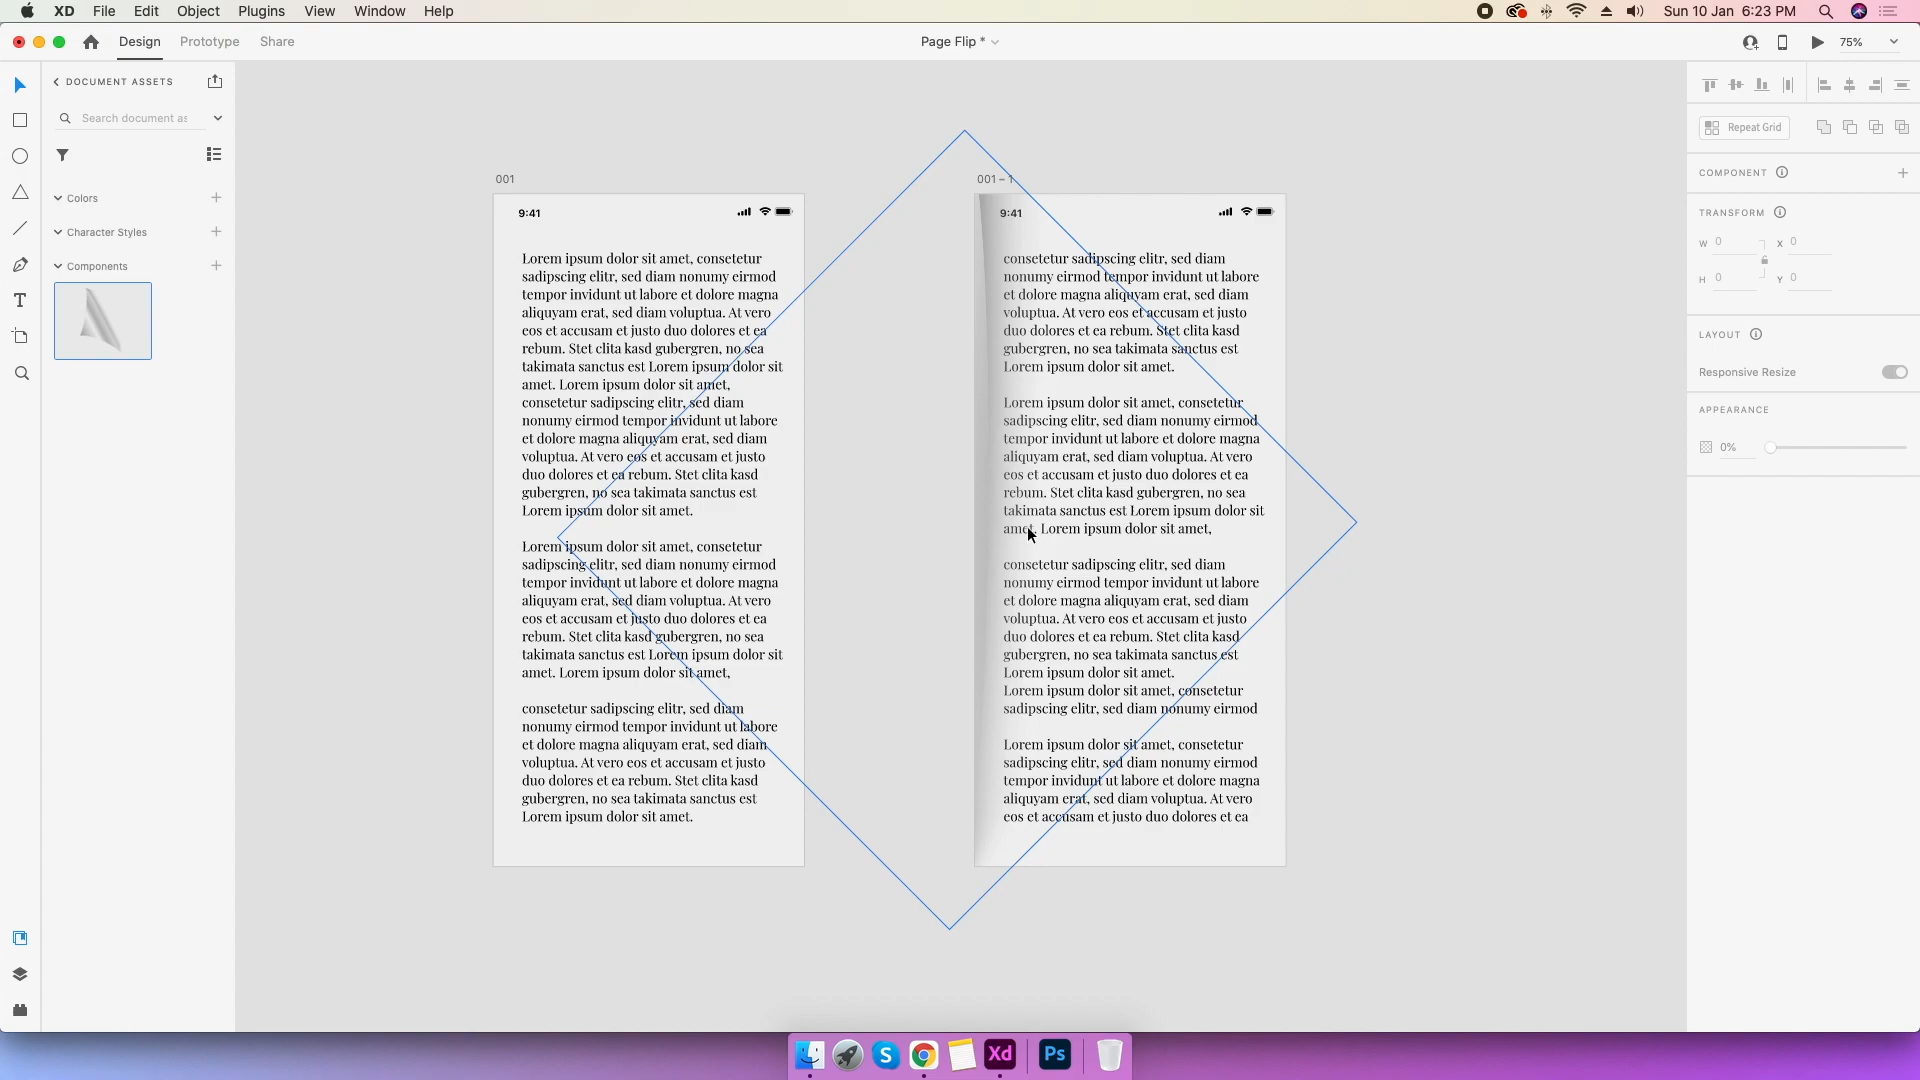 XD File Edit Object Plugins View Window Help
Sun 10 Jan 6:23 PM
Design Prototype Share
Page Flip *
75%
DOCUMENT ASSETS
Search document as
Colors
Character Styles
Components
T
001
9:41
Lorem ipsum dolor sit amet, consetetur
sadipscing elitr, sed diam nonumy eirmod
tempor invidunt ut labore et dolore magna
aliquyam erat, sed diam voluptua. At vero
eos et accusam et justo duo dolores et ea
rebum. Stet clita kasd gubergren, no sea
takimata sanctus est Lorem ipsum dolor sit
amet. Lorem ipsum dolor sit amet,
consetetur sadipscing elitr, sed diam
nonumy eirmod tempor invidunt ut labore
et dolore magna aliquyam erat, sed diam
voluptua. At vero eos et accusam et justo
duo dolores et ea rebum. Stet clita kasd
gubergren, no sea takimata sanctus est
Lorem ipsum dolor sit amet.
Lorem ipsum dolor sit amet, consetetur
sadipscing elitr, sed diam nonumy eirmod
tempor invidunt ut labore et dolore magna
aliquyam erat, sed diam voluptua. At vero
eos et accusam et justo duo dolores et ea
rebum. Stet clita kasd gubergren, no sea
takimata sanctus est Lorem ipsum dolor sit
amet. Lorem ipsum dolor sit amet,
consetetur sadipscing elitr, sed diam
nonumy eirmod tempor invidunt ut labore
et dolore magna aliquyam erat, sed diam
voluptua. At vero eos et accusam et justo
duo dolores et ea rebum. Stet clita kasd
gubergren, no sea takimata sanctus est
Lorem ipsum dolor sit amet.
001 – 1
9:41
consetetur sadipscing elitr, sed diam
nonumy eirmod tempor invidunt ut labore
et dolore magna aliquyam erat, sed diam
voluptua. At vero eos et accusam et justo
duo dolores et ea rebum. Stet clita kasd
gubergren, no sea takimata sanctus est
Lorem ipsum dolor sit amet.
Lorem ipsum dolor sit amet, consetetur
sadipscing elitr, sed diam nonumy eirmod
tempor invidunt ut labore et dolore magna
aliquyam erat, sed diam voluptua. At vero
eos et accusam et justo duo dolores et ea
rebum. Stet clita kasd gubergren, no sea
takimata sanctus est Lorem ipsum dolor sit
amet. Lorem ipsum dolor sit amet,
consetetur sadipscing elitr, sed diam
nonumy eirmod tempor invidunt ut labore
et dolore magna aliquyam erat, sed diam
voluptua. At vero eos et accusam et justo
duo dolores et ea rebum. Stet clita kasd
gubergren, no sea takimata sanctus est
Lorem ipsum dolor sit amet.
Lorem ipsum dolor sit amet, consetetur
sadipscing elitr, sed diam nonumy eirmod
Lorem ipsum dolor sit amet, consetetur
sadipscing elitr, sed diam nonumy eirmod
tempor invidunt ut labore et dolore magna
aliquyam erat, sed diam voluptua. At vero
eos et accusam et justo duo dolores et ea
Repeat Grid
COMPONENT
TRANSFORM
W 0 X 0
H 0 Y 0
LAYOUT
Responsive Resize
APPEARANCE
0%
S Xd Ps